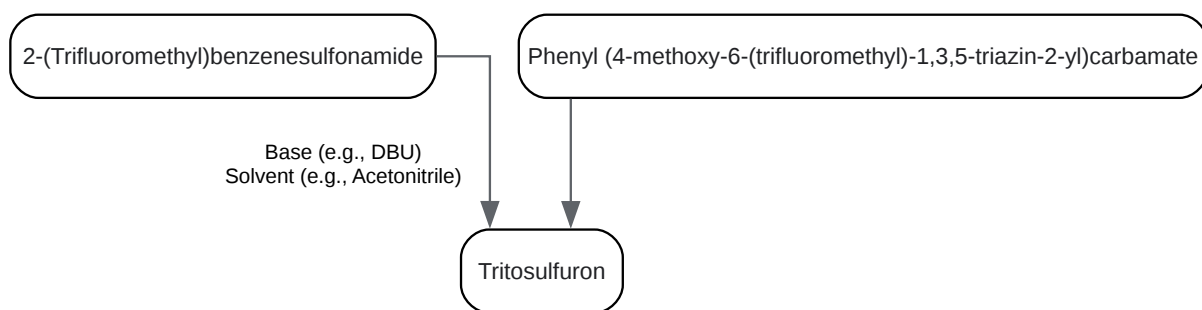 2-(Trifluoromethyl)benzenesulfonamide
Phenyl (4-methoxy-6-(trifluoromethyl)-1,3,5-triazin-2-yl)carbamate
Base (e.g., DBU)
Solvent (e.g., Acetonitrile)
Tritosulfuron